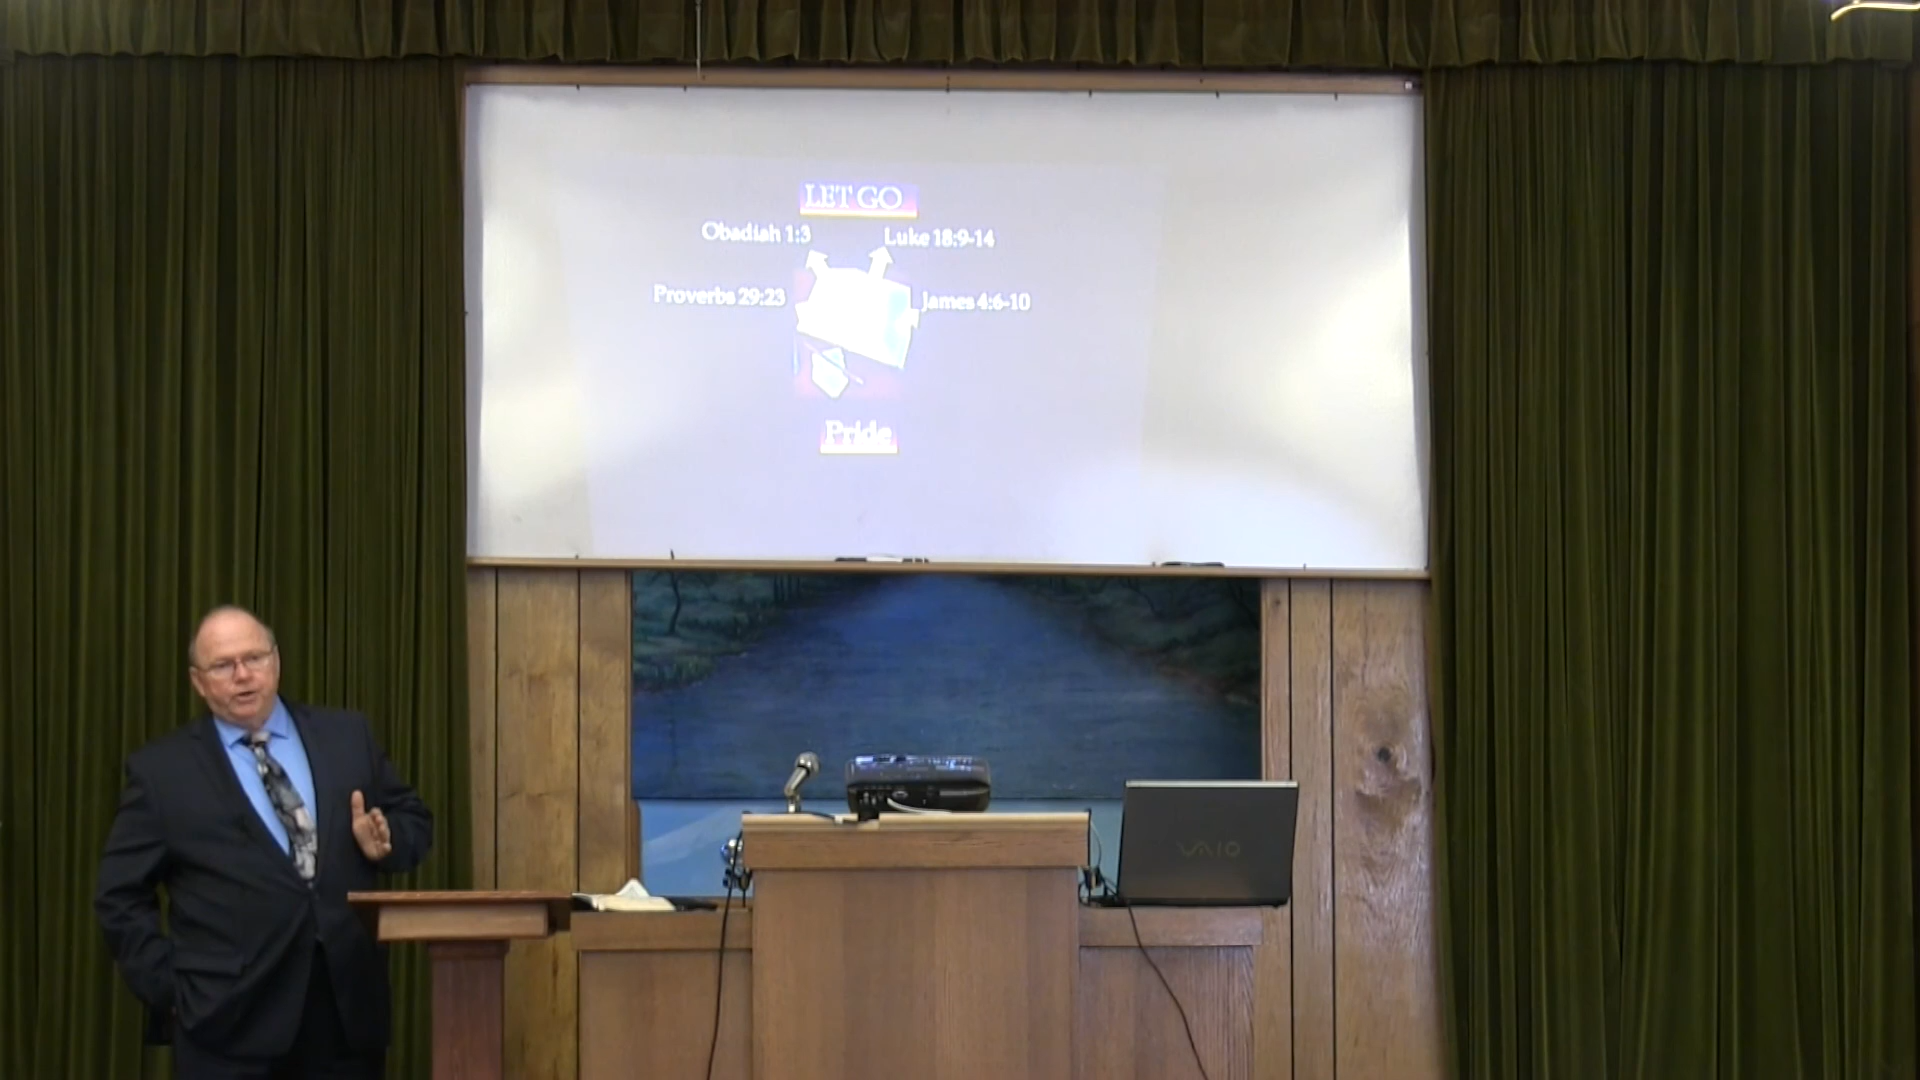 LET GO
Obadiah 1:3
Luke 18:9-14
Proverbs 29:23
James 4:6-10
Pride
VAIO